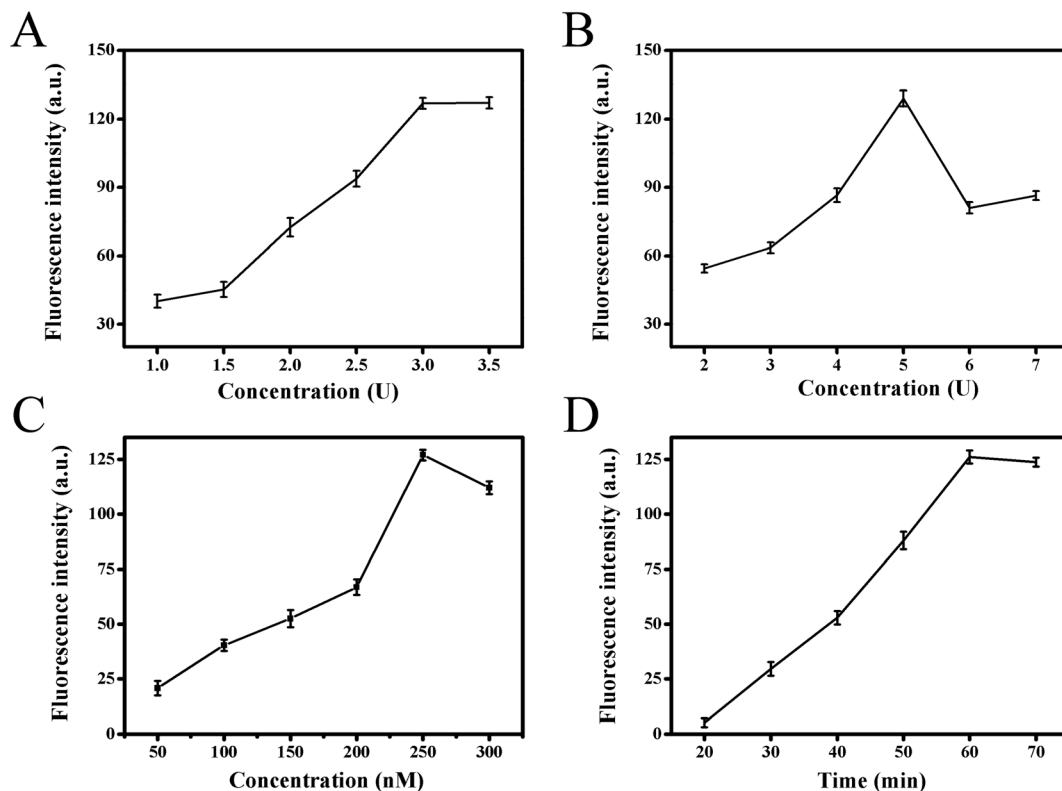 A
Fluorescence intensity (a.u.)
150
120
90
60
30
1.0 1.5 2.0 2.5 3.0 3.5
Concentration (U)
B
Fluorescence intensity (a.u.)
150
120
90
60
30
2 3 4 5 6 7
Concentration (U)
C
Fluorescence intensity (a.u.)
125
100
75
50
25
0
50 100 150 200 250 300
Concentration (nM)
D
Fluorescence intensity (a.u.)
125
100
75
50
25
0
20 30 40 50 60 70
Time (min)